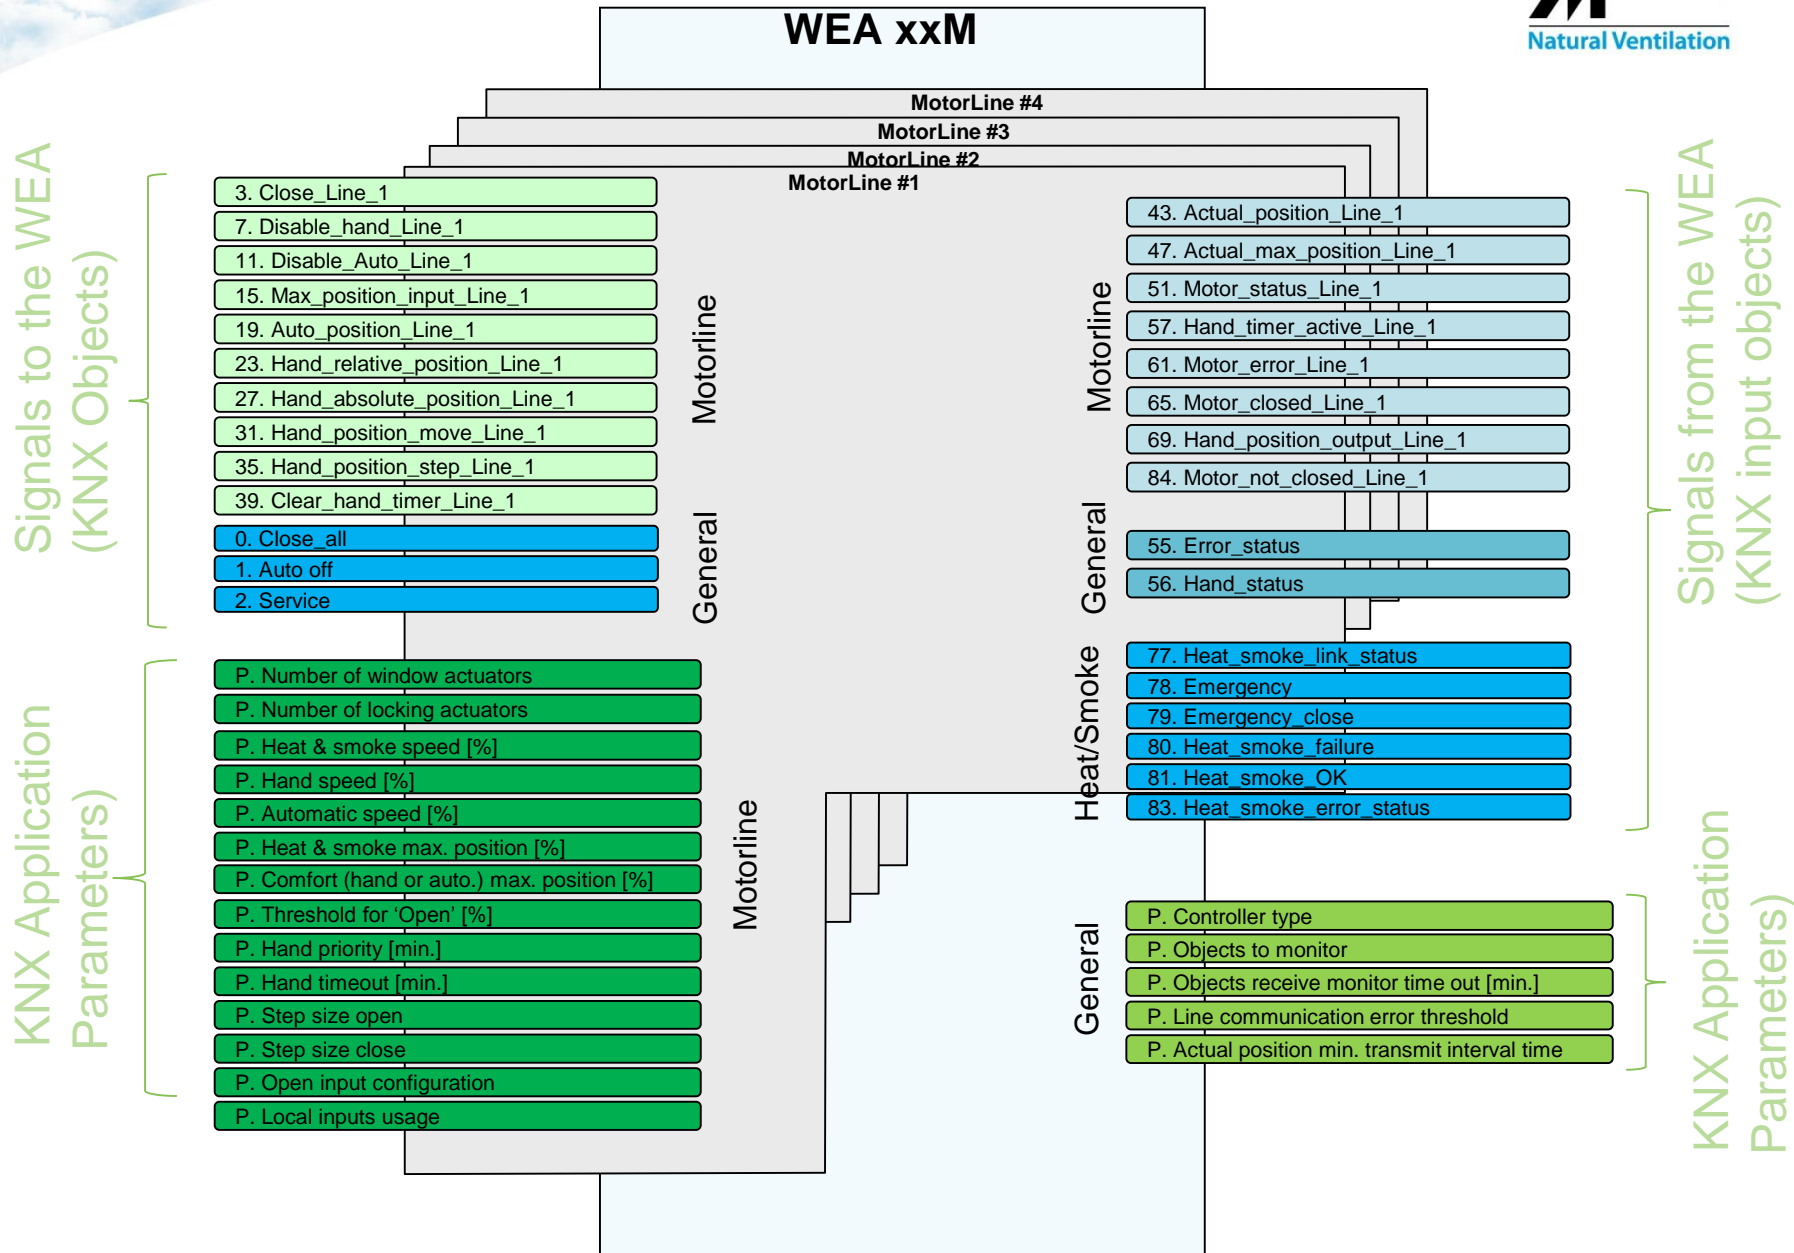 WEA xxM
Natural Ventilation
MotorLine #4
MotorLine #3
MotorLine #2
MotorLine #1
Signals to the WEA
(KNX Objects)
3. Close_Line_1
7. Disable_hand_Line_1
11. Disable_Auto_Line_1
15. Max_position_input_Line_1
19. Auto_position_Line_1
23. Hand_relative_position_Line_1
27. Hand_absolute_position_Line_1
31. Hand_position_move_Line_1
35. Hand_position_step_Line_1
39. Clear_hand_timer_Line_1
Motorline
0. Close_all
1. Auto off
2. Service
General
KNX Application
Parameters)
P. Number of window actuators
P. Number of locking actuators
P. Heat & smoke speed [%]
P. Hand speed [%]
P. Automatic speed [%]
P. Heat & smoke max. position [%]
P. Comfort (hand or auto.) max. position [%]
P. Threshold for ‘Open’ [%]
P. Hand priority [min.]
P. Hand timeout [min.]
P. Step size open
P. Step size close
P. Open input configuration
P. Local inputs usage
Motorline
Motorline
43. Actual_position_Line_1
47. Actual_max_position_Line_1
51. Motor_status_Line_1
57. Hand_timer_active_Line_1
61. Motor_error_Line_1
65. Motor_closed_Line_1
69. Hand_position_output_Line_1
84. Motor_not_closed_Line_1
General
55. Error_status
56. Hand_status
Heat/Smoke
77. Heat_smoke_link_status
78. Emergency
79. Emergency_close
80. Heat_smoke_failure
81. Heat_smoke_OK
83. Heat_smoke_error_status
Signals from the WEA
(KNX input objects)
General
P. Controller type
P. Objects to monitor
P. Objects receive monitor time out [min.]
P. Line communication error threshold
P. Actual position min. transmit interval time
KNX Application
Parameters)